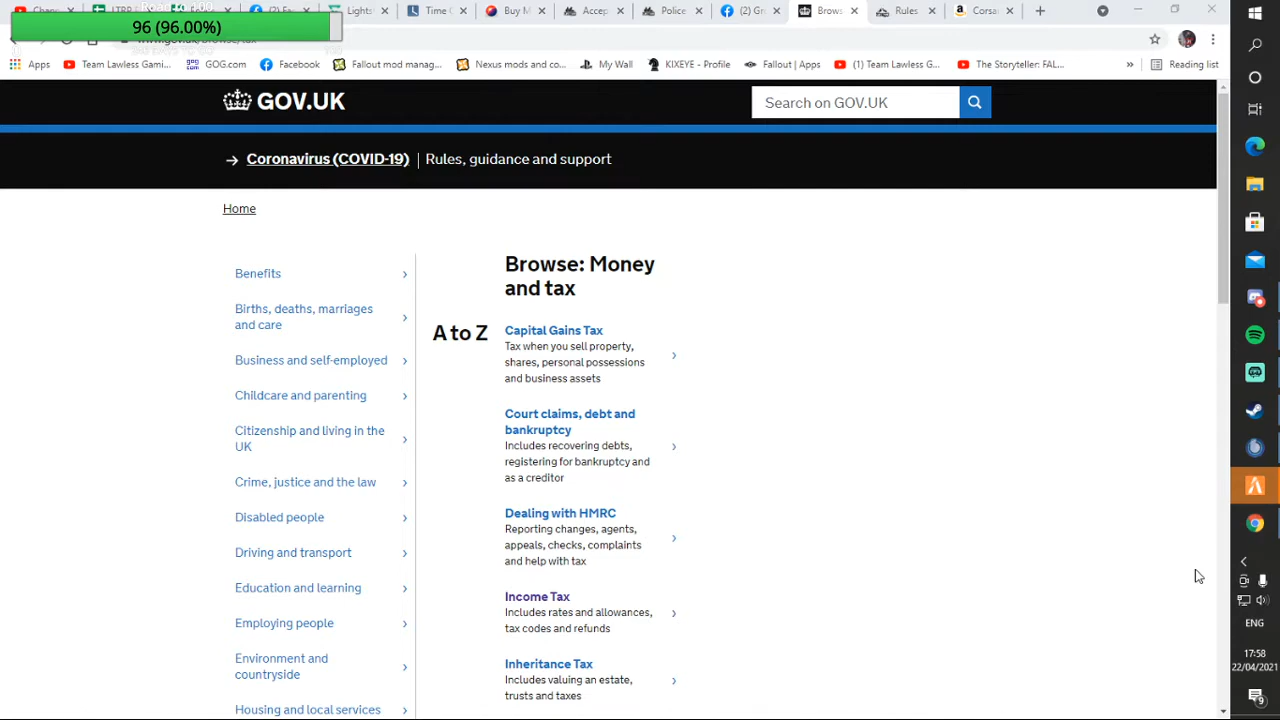 Chan
LTRP
(2) Fa
Lights
Time C
Buy M
Accep
Police
(2) Gr
Brows
Rules
Corsa
96 (96.00%)
Apps
Team Lawless Gami...
GOG.com
Facebook
Fallout mod manag...
Nexus mods and co...
My Wall
KIXEYE - Profile
Fallout | Apps
(1) Team Lawless G...
The Storyteller: FAL...
»
Reading list
GOV.UK
Search on GOV.UK
→ Coronavirus (COVID-19) | Rules, guidance and support
Home
Benefits
Births, deaths, marriages
and care
Business and self-employed
Childcare and parenting
Citizenship and living in the
UK
Crime, justice and the law
Disabled people
Driving and transport
Education and learning
Employing people
Environment and
countryside
Housing and local services
Browse: Money
and tax
A to Z
Capital Gains Tax
Tax when you sell property,
shares, personal possessions
and business assets
Court claims, debt and
bankruptcy
Includes recovering debts,
registering for bankruptcy and
as a creditor
Dealing with HMRC
Reporting changes, agents,
appeals, checks, complaints
and help with tax
Income Tax
Includes rates and allowances,
tax codes and refunds
Inheritance Tax
Includes valuing an estate,
trusts and taxes
ENG
17:58
22/04/2021
9